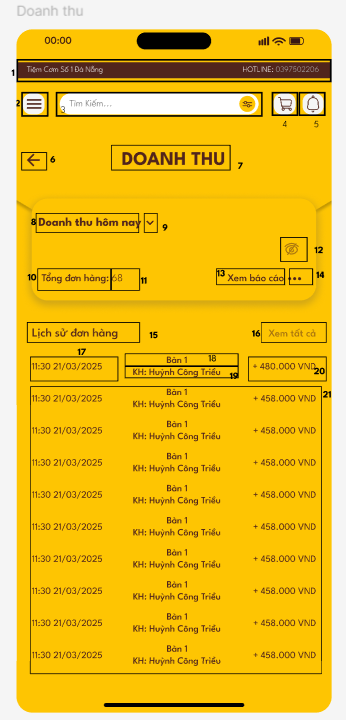 Doanh thu
00:00
1 Tiệm Cơm Số 1 Đà Nẵng HOTLINE: 0397502206
2 3 Tìm Kiếm...
4 5
6 DOANH THU 7
8 Doanh thu hôm nay 9
12
10 Tổng đơn hàng: 68 11 13 Xem báo cáo 14
Lịch sử đơn hàng 15 16 Xem tất cả
17 Bàn 1 18
11:30 21/03/2025 KH: Huỳnh Công Triều 19 + 480.000 VND 20
21
11:30 21/03/2025 Bàn 1 + 458.000 VND
KH: Huỳnh Công Triều
11:30 21/03/2025 Bàn 1 + 458.000 VND
KH: Huỳnh Công Triều
11:30 21/03/2025 Bàn 1 + 458.000 VND
KH: Huỳnh Công Triều
11:30 21/03/2025 Bàn 1 + 458.000 VND
KH: Huỳnh Công Triều
11:30 21/03/2025 Bàn 1 + 458.000 VND
KH: Huỳnh Công Triều
11:30 21/03/2025 Bàn 1 + 458.000 VND
KH: Huỳnh Công Triều
11:30 21/03/2025 Bàn 1 + 458.000 VND
KH: Huỳnh Công Triều
11:30 21/03/2025 Bàn 1 + 458.000 VND
KH: Huỳnh Công Triều
11:30 21/03/2025 Bàn 1 + 458.000 VND
KH: Huỳnh Công Triều